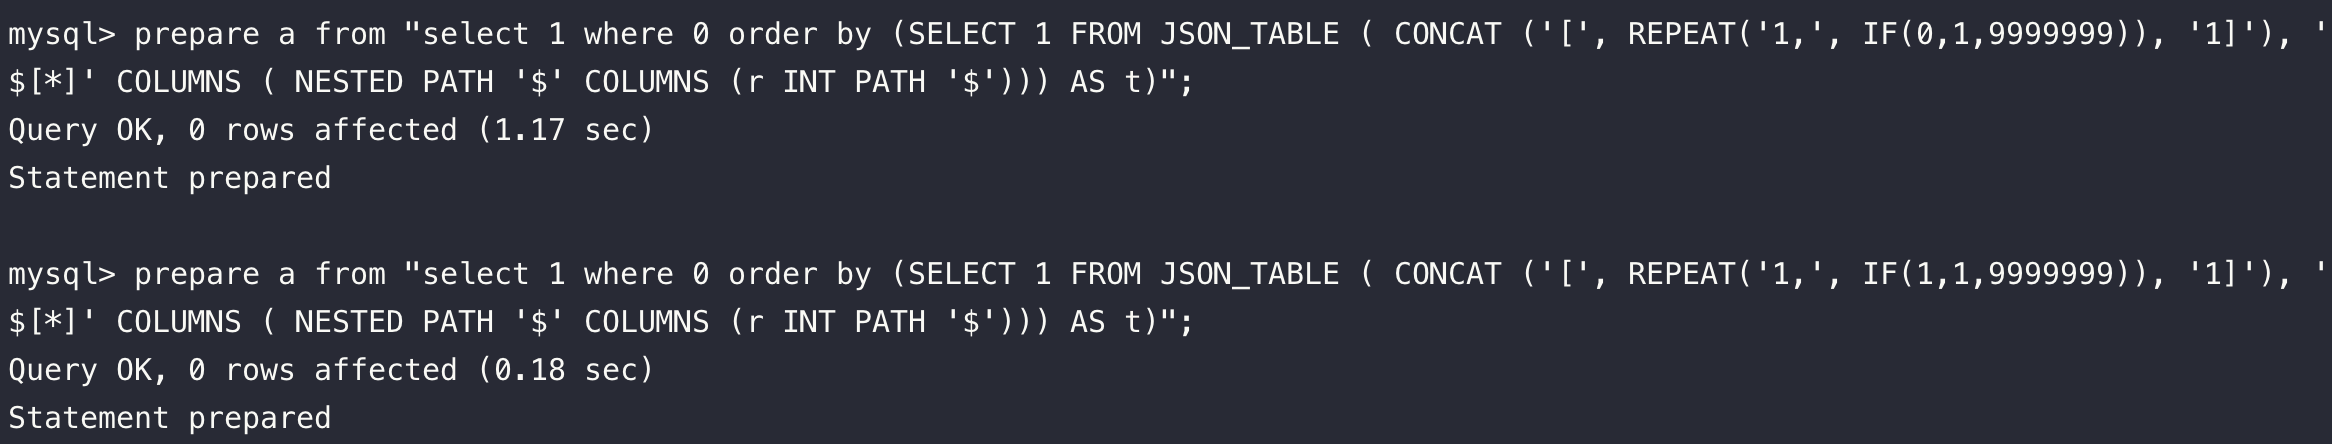 mysql> prepare a from "select 1 where 0 order by (SELECT 1 FROM JSON_TABLE ( CONCAT ('[', REPEAT('1,', IF(0,1,9999999)), '1]'), '
$[*]' COLUMNS ( NESTED PATH '$' COLUMNS (r INT PATH '$'))) AS t)";
Query OK, 0 rows affected (1.17 sec)
Statement prepared
mysql> prepare a from "select 1 where 0 order by (SELECT 1 FROM JSON_TABLE ( CONCAT ('[', REPEAT('1,', IF(1,1,9999999)), '1]'), '
$[*]' COLUMNS ( NESTED PATH '$' COLUMNS (r INT PATH '$'))) AS t)";
Query OK, 0 rows affected (0.18 sec)
Statement prepared